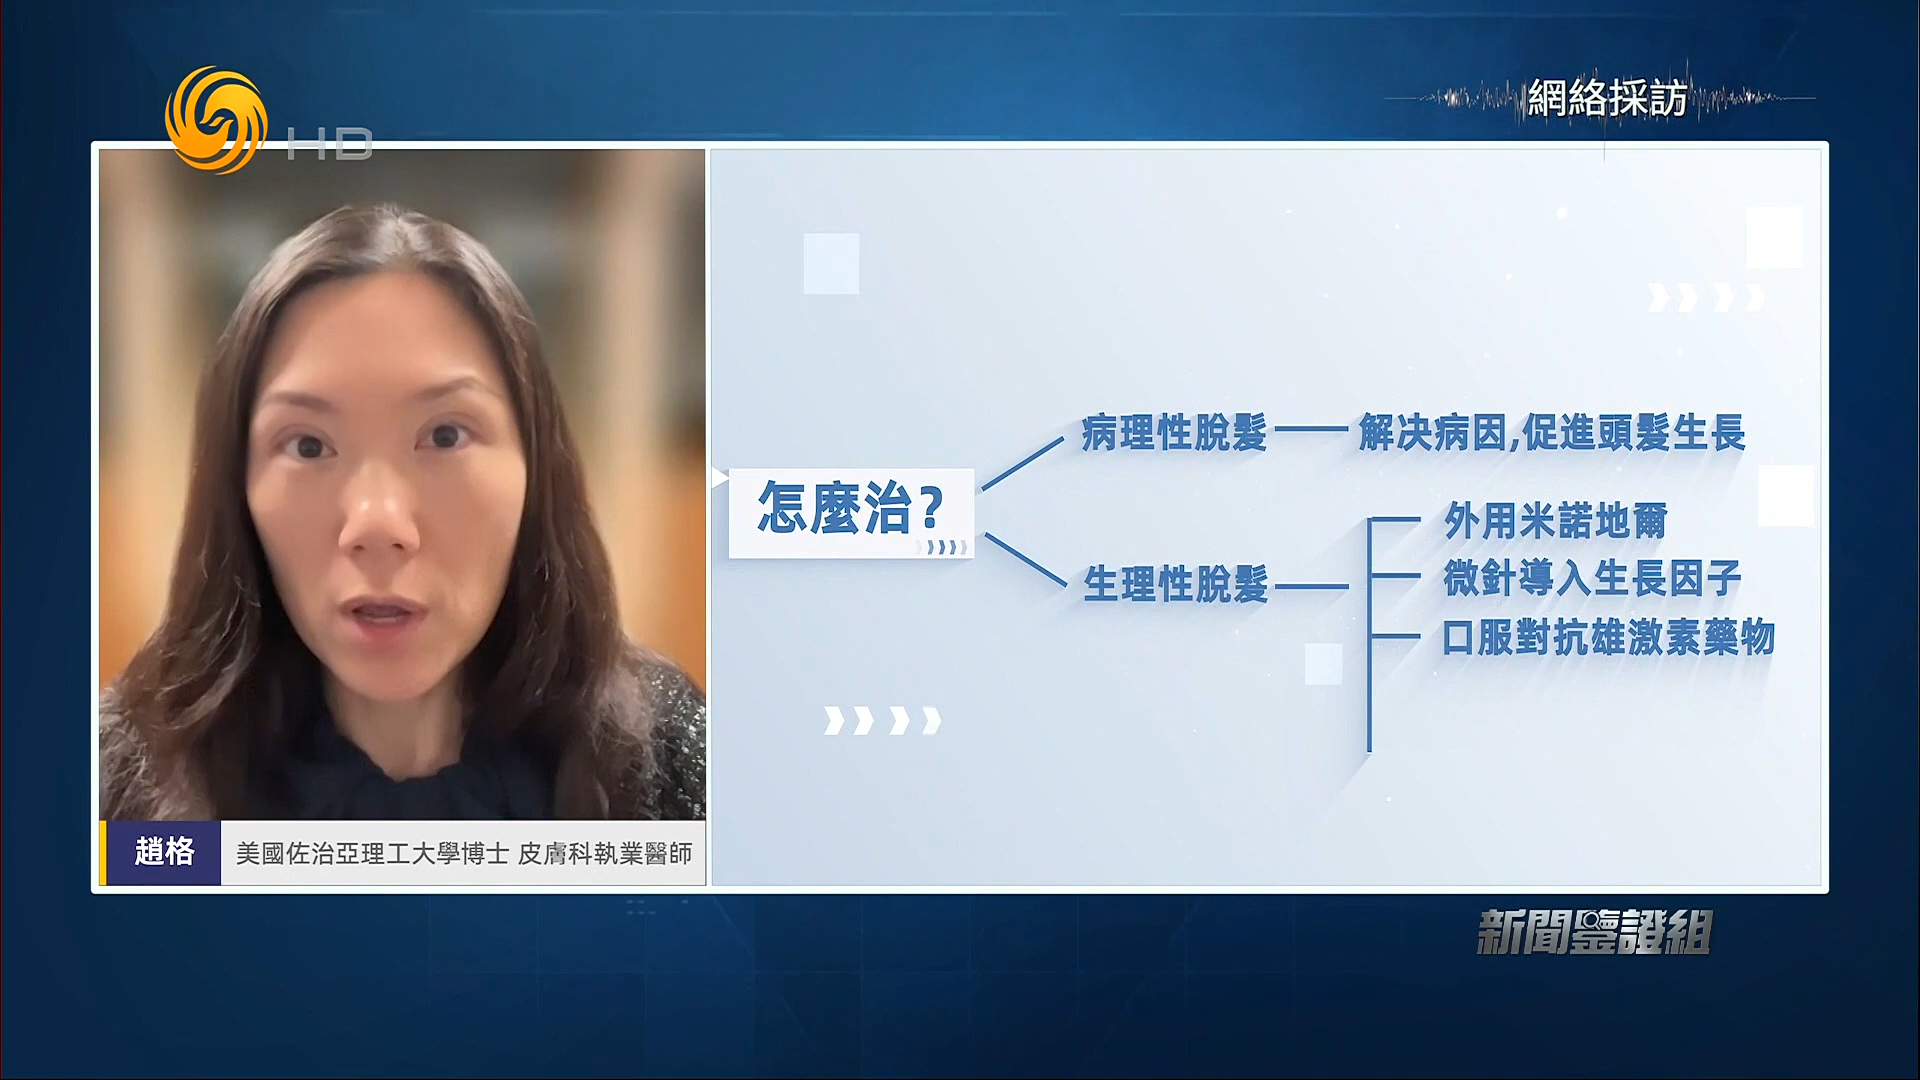 HD
網絡採訪
怎麼治?
病理性脫髮
解决病因,促進頭髮生長
生理性脫髮
外用米諾地爾
微針導入生長因子
口服對抗雄激素藥物
趙格
美國佐治亞理工大學博士 皮膚科執業醫師
新聞鑒證組